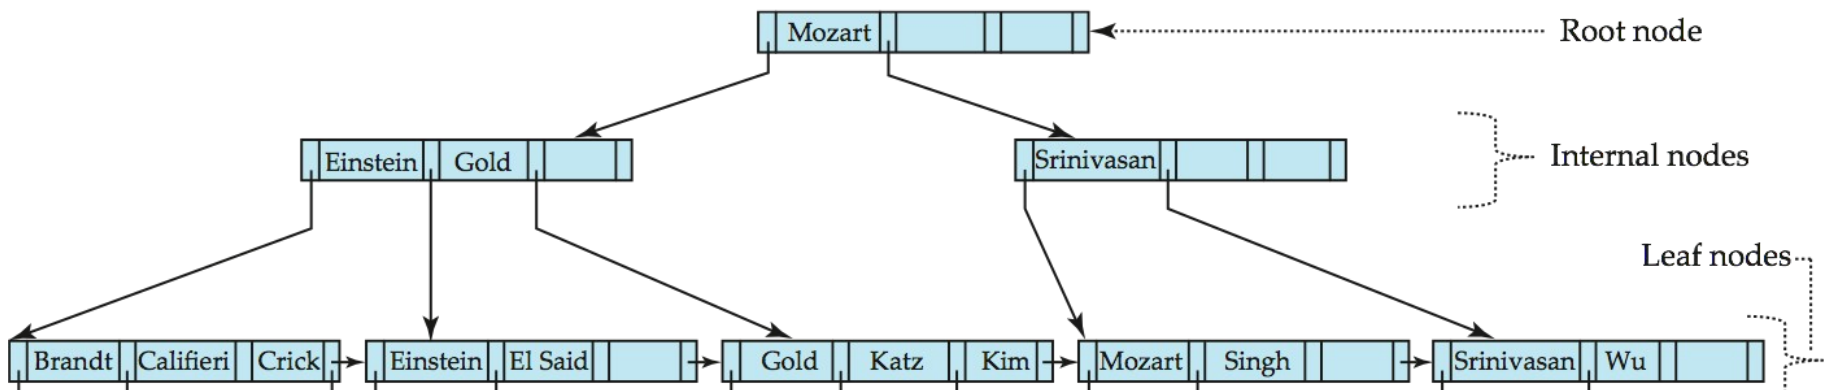 Mozart
Root node
Einstein Gold
Srinivasan
Internal nodes
Leaf nodes
Brandt Califieri Crick
Einstein El Said
Gold Katz Kim
Mozart Singh
Srinivasan Wu